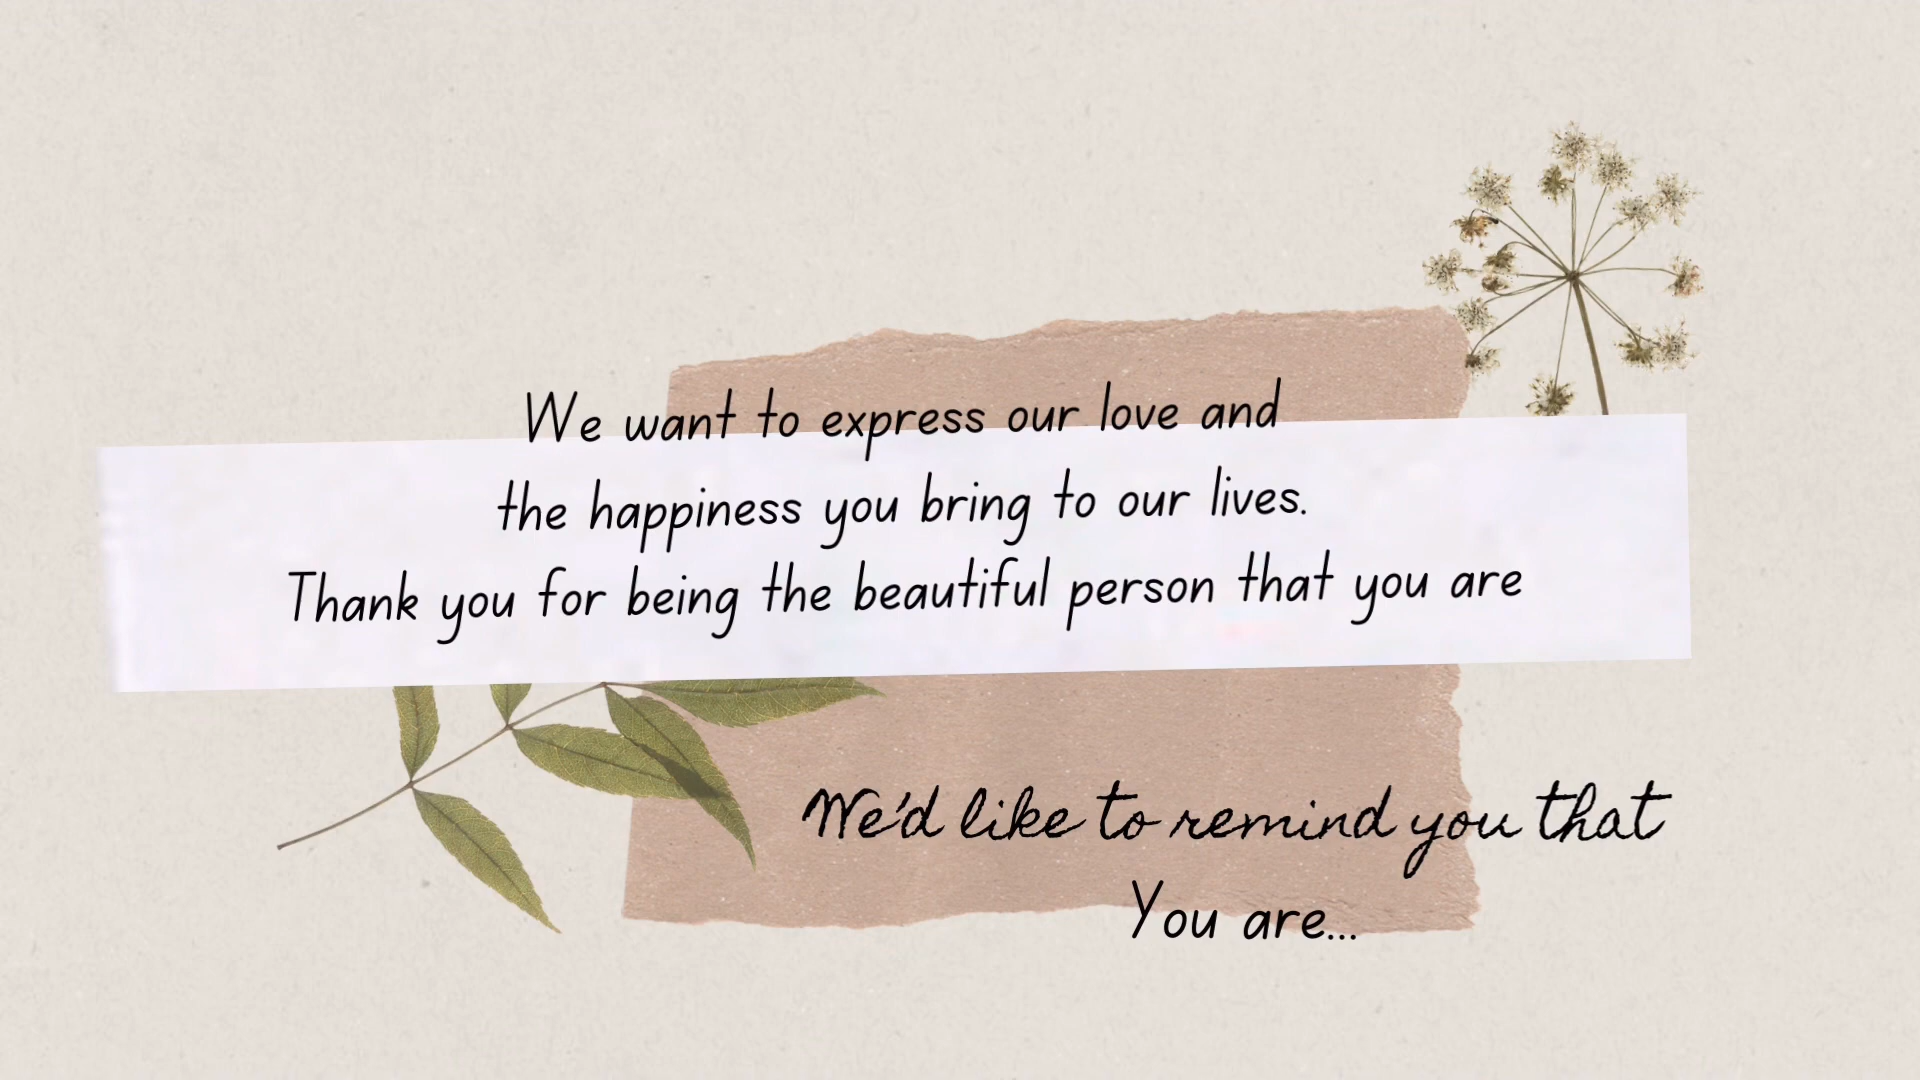 We want to express our love and
the happiness you bring to our lives.
Thank you for being the beautiful person that you are
We'd like to remind you that
You are...